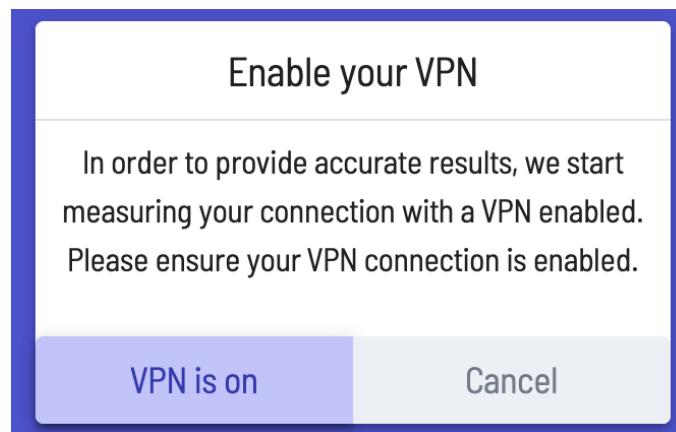 Enable your VPN
In order to provide accurate results, we start
measuring your connection with a VPN enabled.
Please ensure your VPN connection is enabled.
VPN is on
Cancel